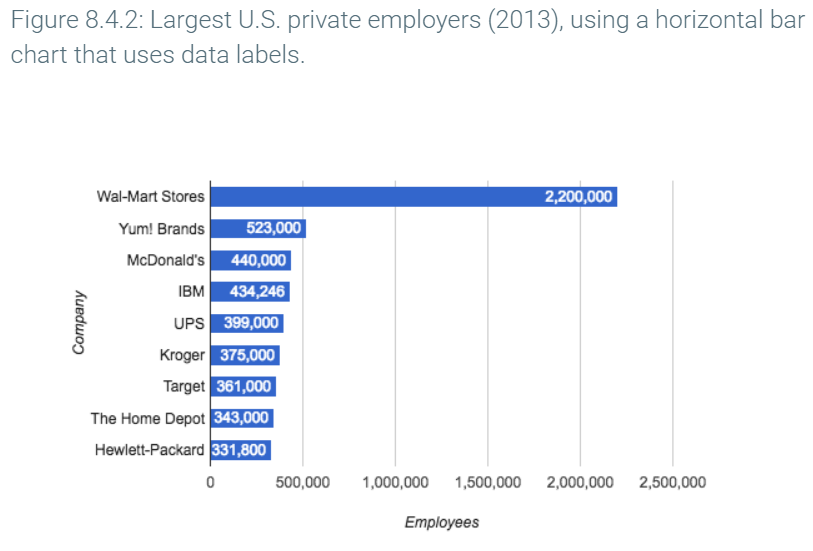 Figure 8.4.2: Largest U.S. private employers (2013), using a horizontal bar
chart that uses data labels.
Wal-Mart Stores 2,200,000
Yum! Brands 523,000
McDonald's 440,000
IBM 434,246
UPS 399,000
Kroger 375,000
Target 361,000
The Home Depot 343,000
Hewlett-Packard 331,800
Company
0 500,000 1,000,000 1,500,000 2,000,000 2,500,000
Employees